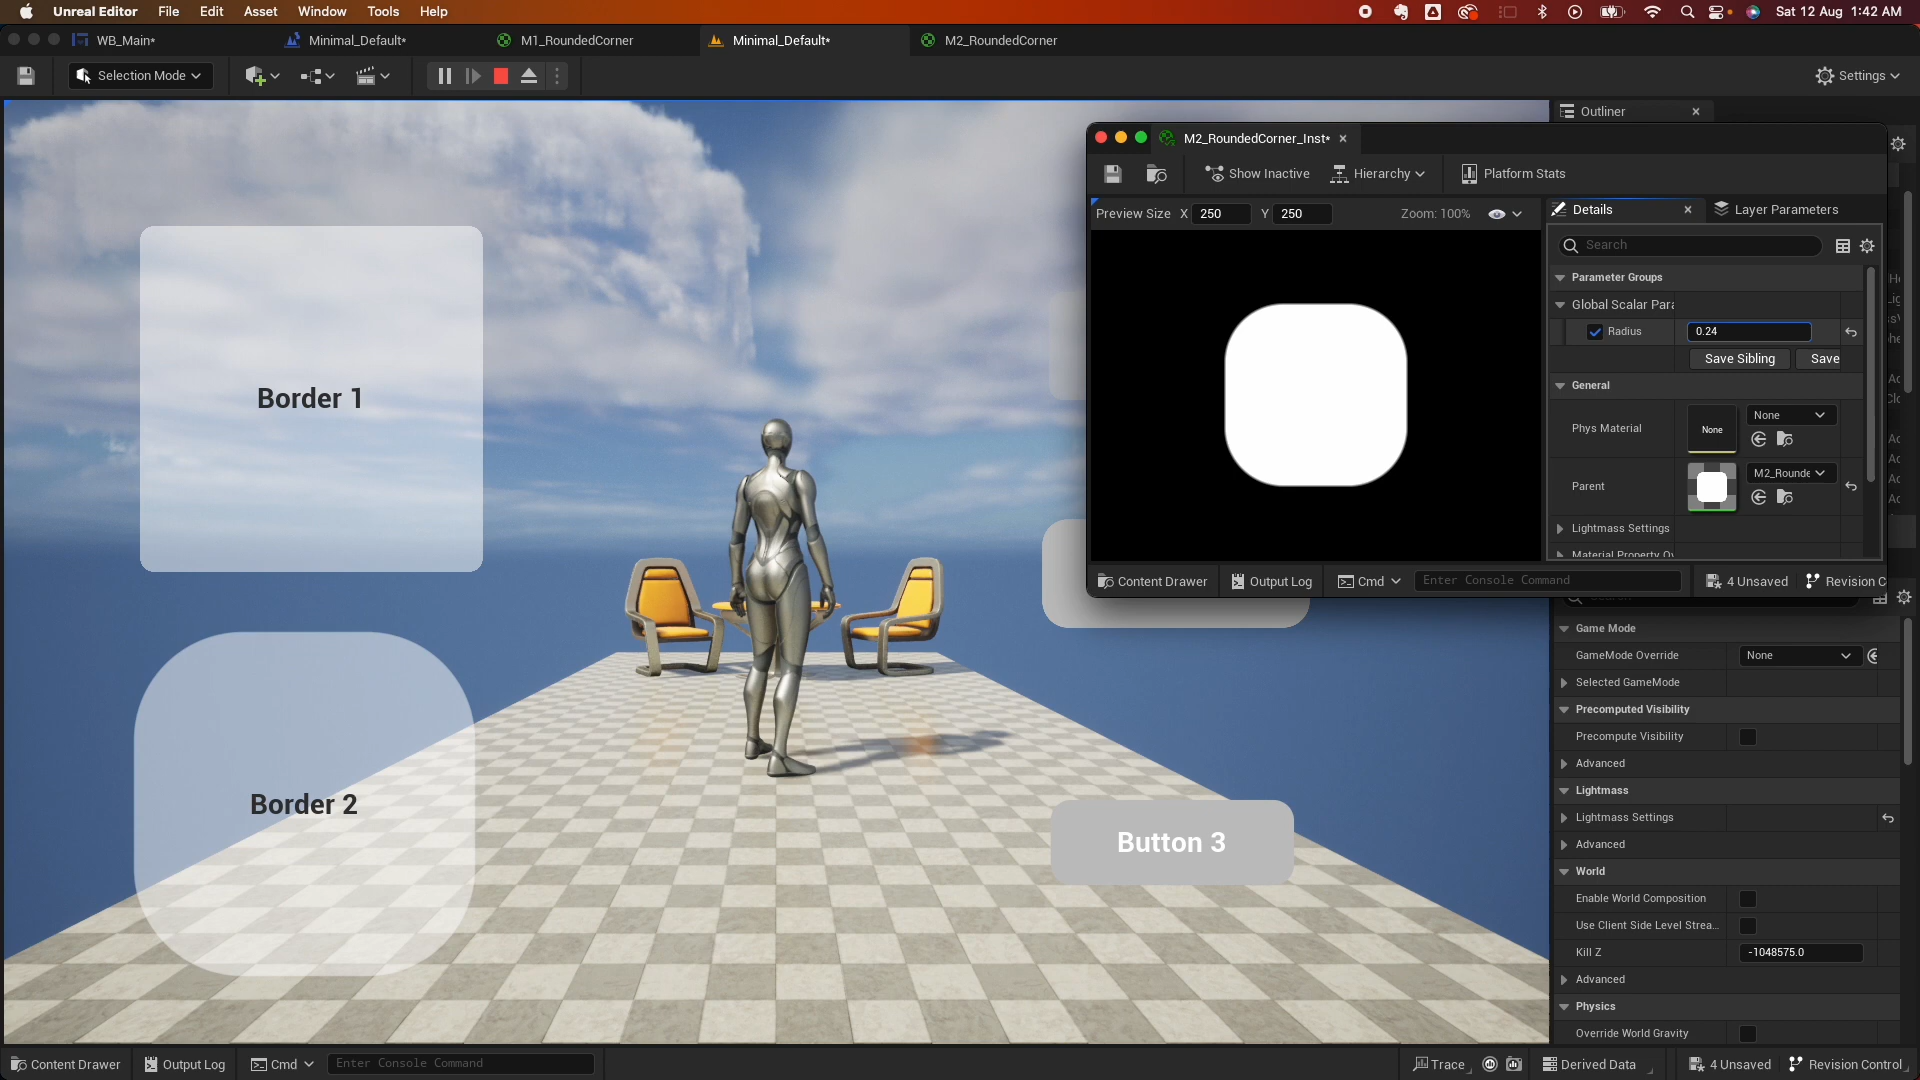 Unreal Editor File Edit Asset Window Tools Help Sat 12 Aug 1:42 AM
WB_Main* Minimal_Default* M1_RoundedCorner Minimal_Default* M2_RoundedCorner
Selection Mode Settings
Outliner
M2_RoundedCorner_Inst*
Show Inactive Hierarchy Platform Stats
Preview Size X 250 Y 250 Zoom: 100% Details Layer Parameters
Search
Parameter Groups
Global Scalar Para
Radius 0.24
Save Sibling Save
General
Phys Material None None
Parent M2_Rounde
Lightmass Settings
Material Property Ov
Content Drawer Output Log Cmd Enter Console Command 4 Unsaved Revision C
Border 1
Border 2
Button 3
Game Mode
GameMode Override None
Selected GameMode
Precomputed Visibility
Precompute Visibility
Advanced
Lightmass
Lightmass Settings
Advanced
World
Enable World Composition
Use Client Side Level Strea...
Kill Z -1048575.0
Advanced
Physics
Override World Gravity
Content Drawer Output Log Cmd Enter Console Command Trace Derived Data 4 Unsaved Revision Control